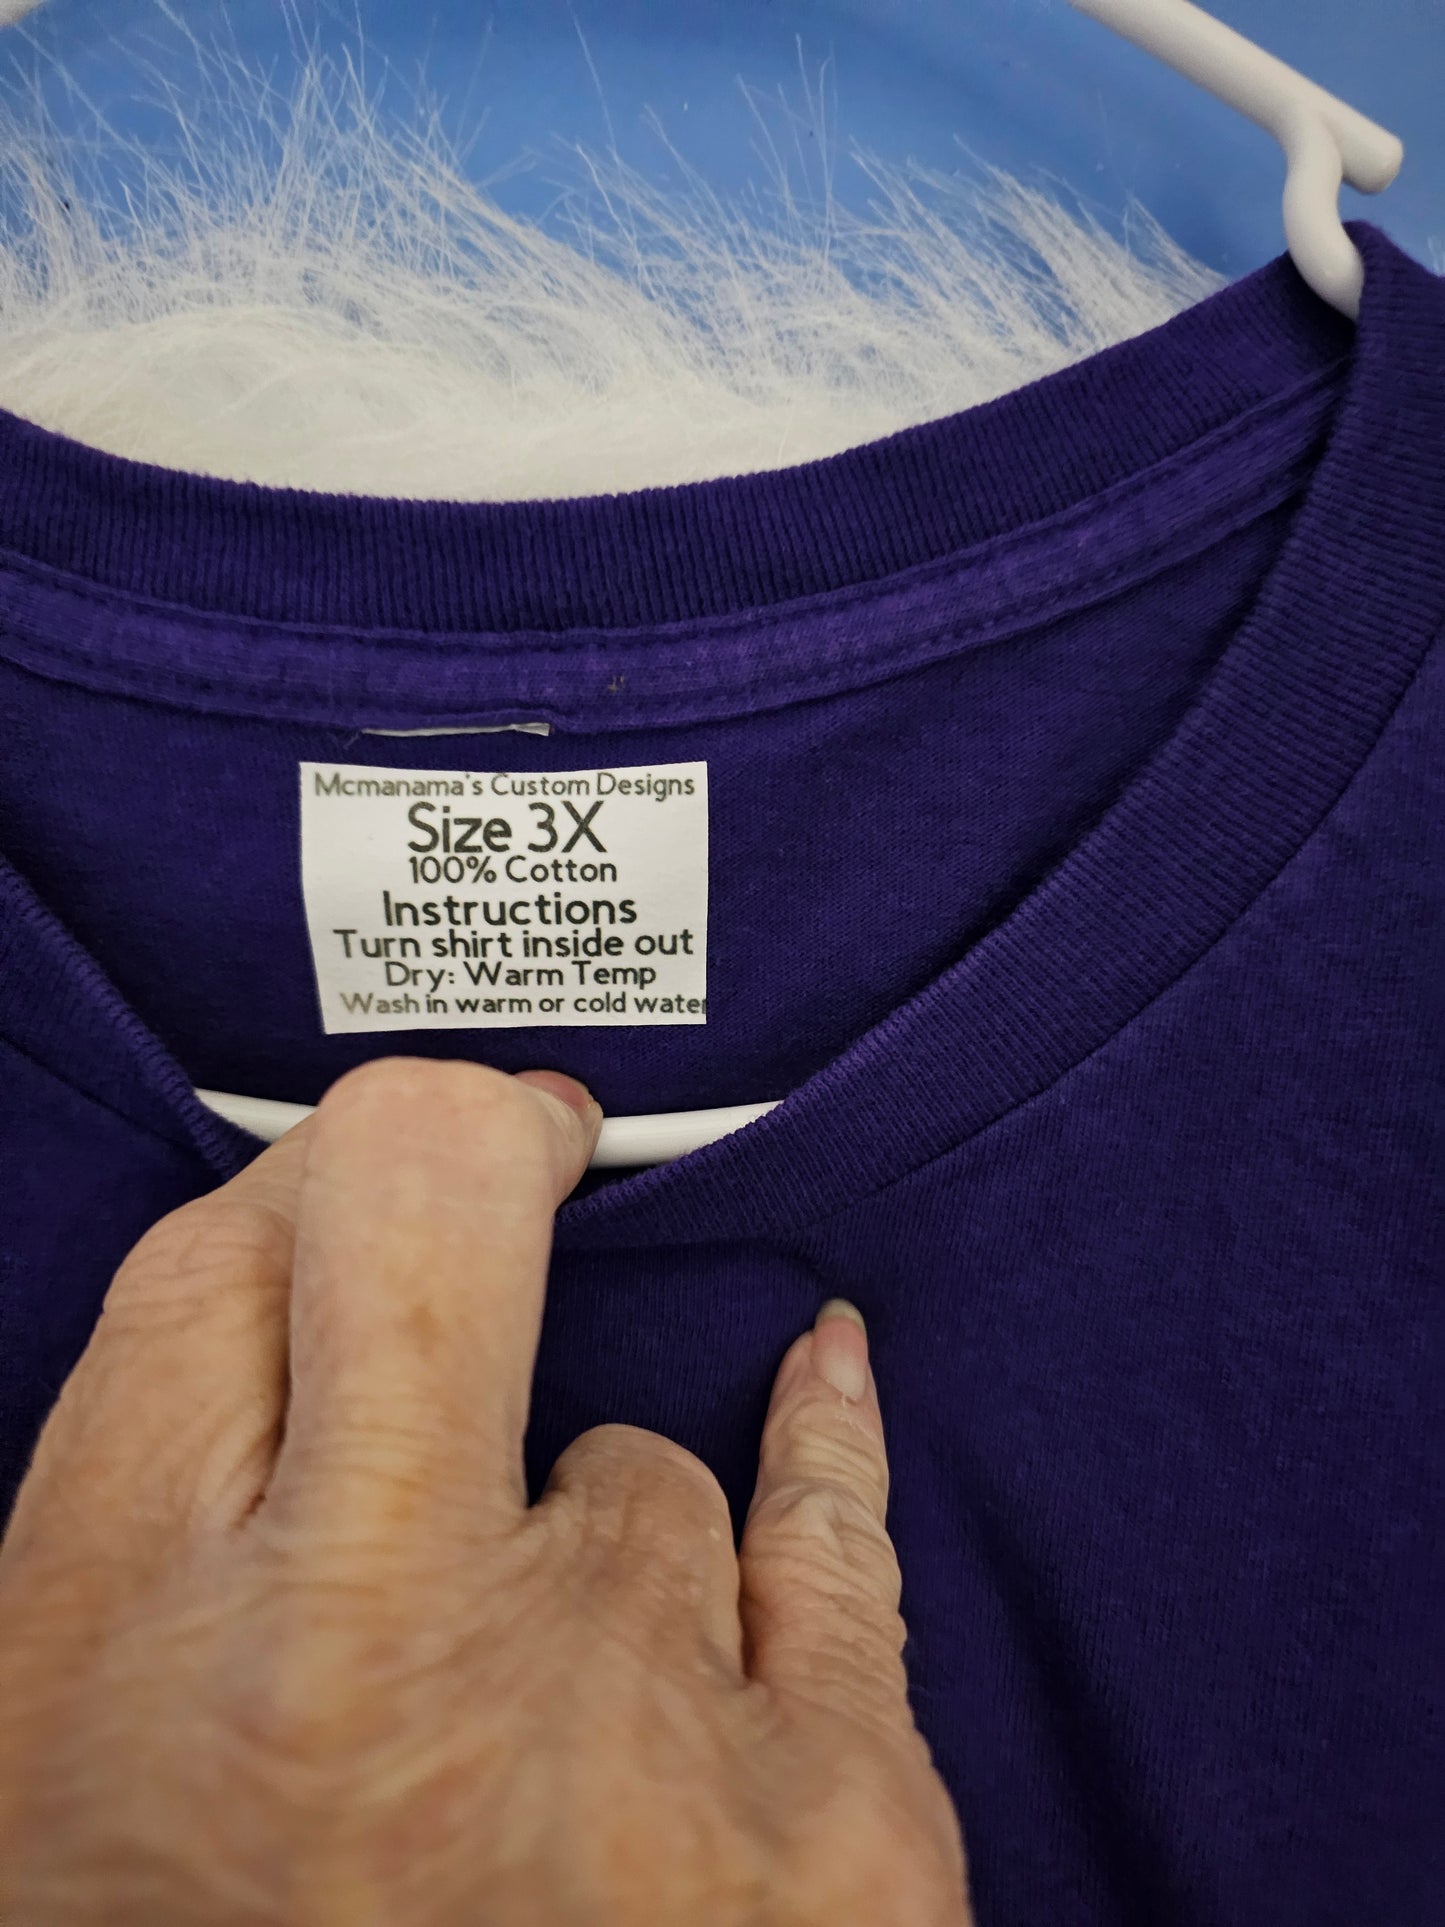 Mcmanama's Custom Designs
Size 3X
100% Cotton
Instructions
Turn shirt inside out
Dry: Warm Temp
Wash in warm or cold water